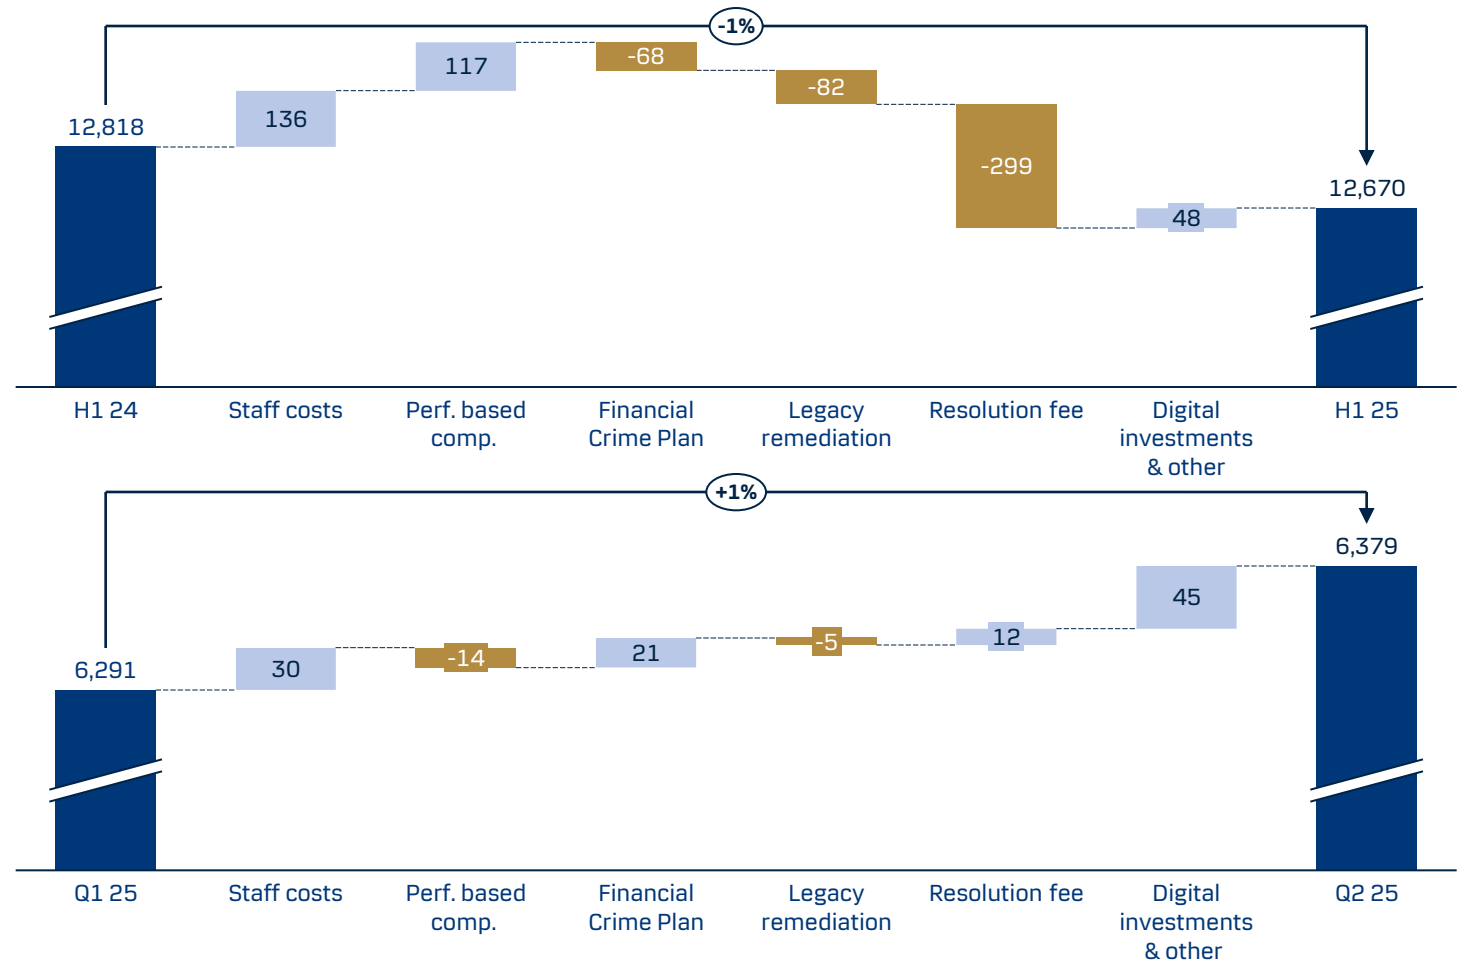 -1%
117
-68
-82
136
12,818
-299
12,670
48
H1 24
Staff costs
Perf. based
comp.
Financial
Crime Plan
Legacy
remediation
Resolution fee
Digital
investments
& other
H1 25
+1%
6,379
45
6,291
30
-14
21
-5
12
Q1 25
Staff costs
Perf. based
comp.
Financial
Crime Plan
Legacy
remediation
Resolution fee
Digital
investments
& other
Q2 25